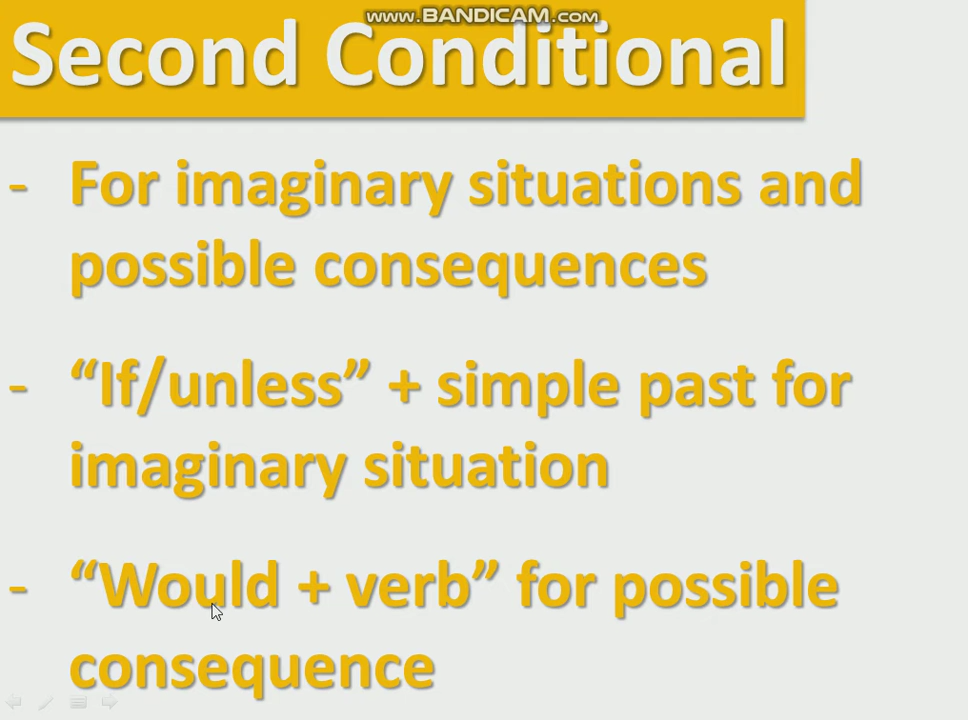 www.BANDICAM.com
Second Conditional
- For imaginary situations and
possible consequences
- “If/unless” + simple past for
imaginary situation
- “Would + verb” for possible
consequence